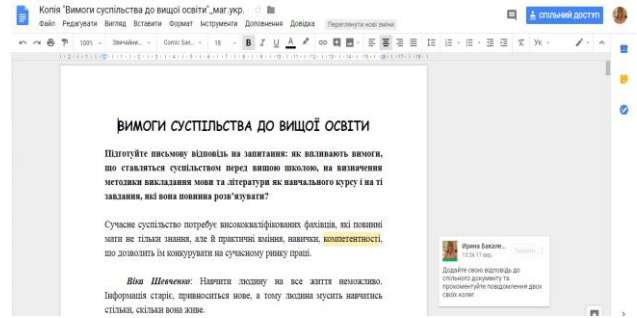 Копія "Вимоги суспільства до вищої освіти"_маг.укр.
СПІЛЬНИЙ ДОСТУП
Файл Редагувати Вигляд Вставити Формат Інструменти Доповнення Довідка Переглянути нові зміни
100% Звичайни... Comic San... 18 B I U A Ук
ВИМОГИ СУСПІЛЬСТВА ДО ВИЩОЇ ОСВІТИ
Підготуйте письмову відповідь на запитання: як впливають вимоги,
що ставляться суспільством перед вищою школою, на визначення
методики викладання мови та літератури як навчального курсу і на ті
завдання, які вона повинна розв'язувати?
Сучасне суспільство потребує висококваліфікованих фахівців, які повинні
мати не тільки знання, але й практичні вміння, навички, компетентності,
що дозволить їм конкурувати на сучасному ринку праці.
Віка Шевченко: Навчити людину на все життя неможливо.
Інформація старіє, привноситься нове, а тому людина мусить навчатись
стільки, скільки вона живе.
Ирина Бакале...
17 вер.
Додайте свою відповідь до
спільного документу та
прокоментуйте повідомлення двох
своїх колег